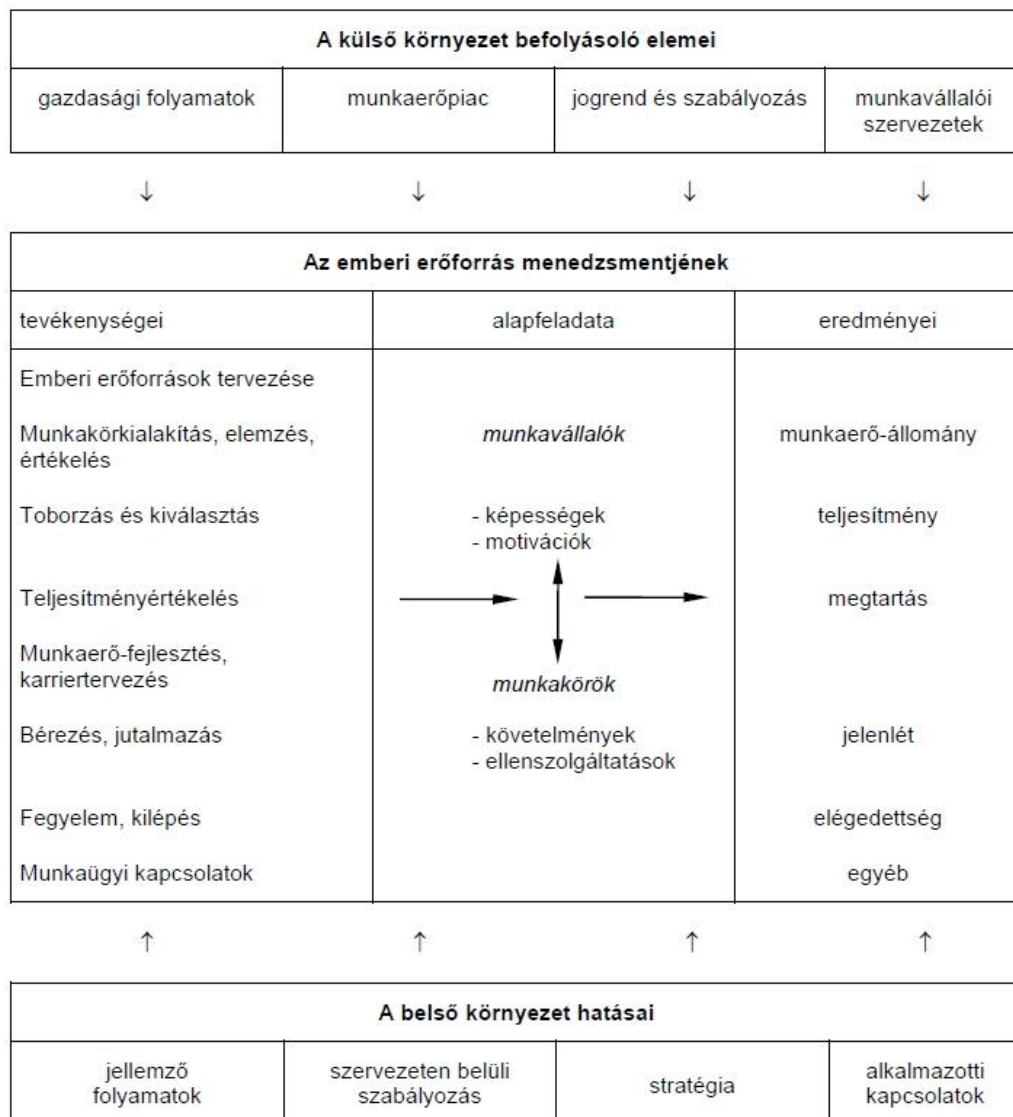 A külső környezet befolyásoló elemei
gazdasági folyamatok
munkaerőpiac
jogrend és szabályozás
munkavállalói
szervezetek
↓ ↓ ↓ ↓
Az emberi erőforrás menedzsmentjének
tevékenységei
alapfeladata
eredményei
Emberi erőforrások tervezése
Munkakörkialakítás, elemzés,
értékelés
Toborzás és kiválasztás
Teljesítményértékelés
Munkaerő-fejlesztés,
karriertervezés
Bérezés, jutalmazás
Fegyelem, kilépés
Munkaügyi kapcsolatok
munkavállalók
- képességek
- motivációk
munkakörök
- követelmények
- ellenszolgáltatások
munkaerő-állomány
teljesítmény
megtartás
jelenlét
elégedettség
egyéb
↑ ↑ ↑ ↑
A belső környezet hatásai
jellemző
folyamatok
szervezeten belüli
szabályozás
stratégia
alkalmazotti
kapcsolatok